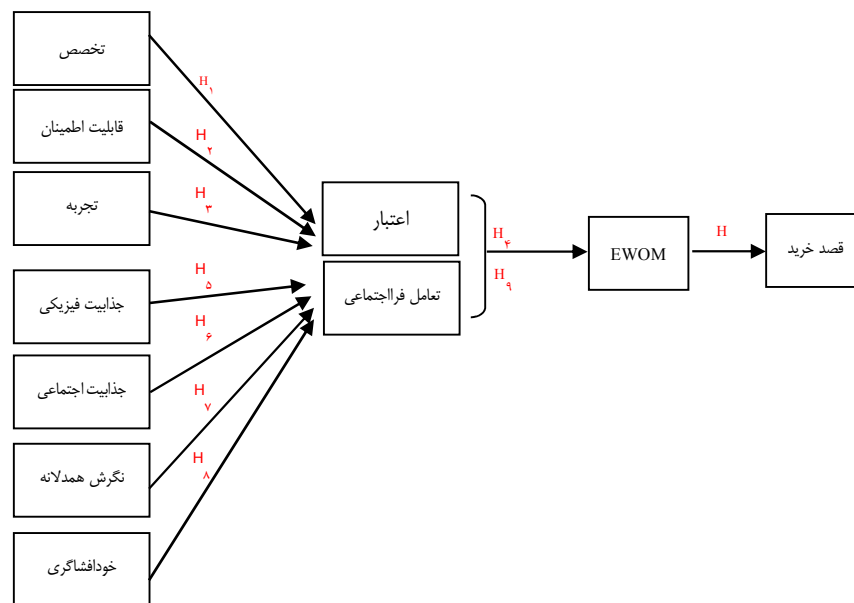 تخصص
H۱
قابلیت اطمینان
H۲
تجربه
H۳
اعتبار
H۴
EWOM
H
قصد خرید
تعامل فرااجتماعی
H۹
جذابیت فیزیکی
H۵
H۶
جذابیت اجتماعی
H۷
نگرش همدلانه
H۸
خودافشاگری